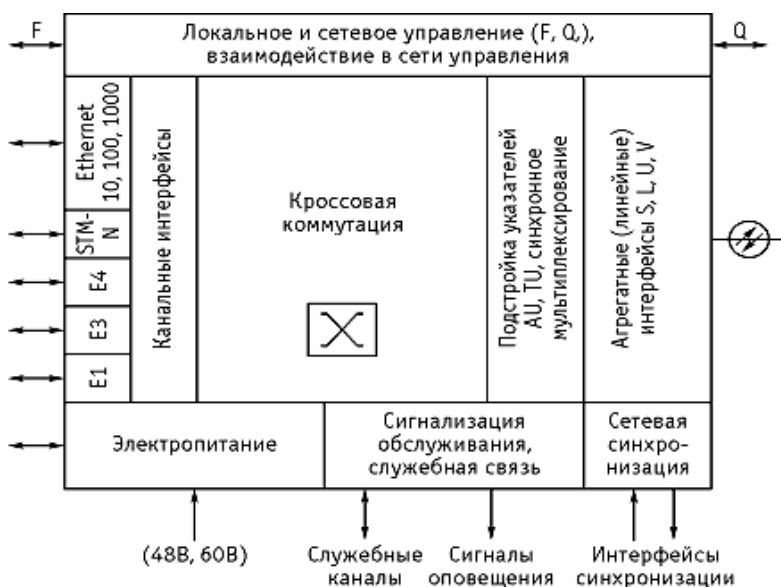 F
Локальное и сетевое управление (F, Q,),
взаимодействие в сети управления
Q
Ethernet
10, 100, 1000
STM-
N
E4
E3
E1
Канальные интерфейсы
Кроссовая
коммутация
Подстройка указателей
AU, TU, синхронное
мультиплексирование
Агрегатные (линейные)
интерфейсы S, L, U, V
Электропитание
Сигнализация
обслуживания,
служебная связь
Сетевая
синхро-
низация
(48В, 60В)
Служебные
каналы
Сигналы
оповещения
Интерфейсы
синхронизации